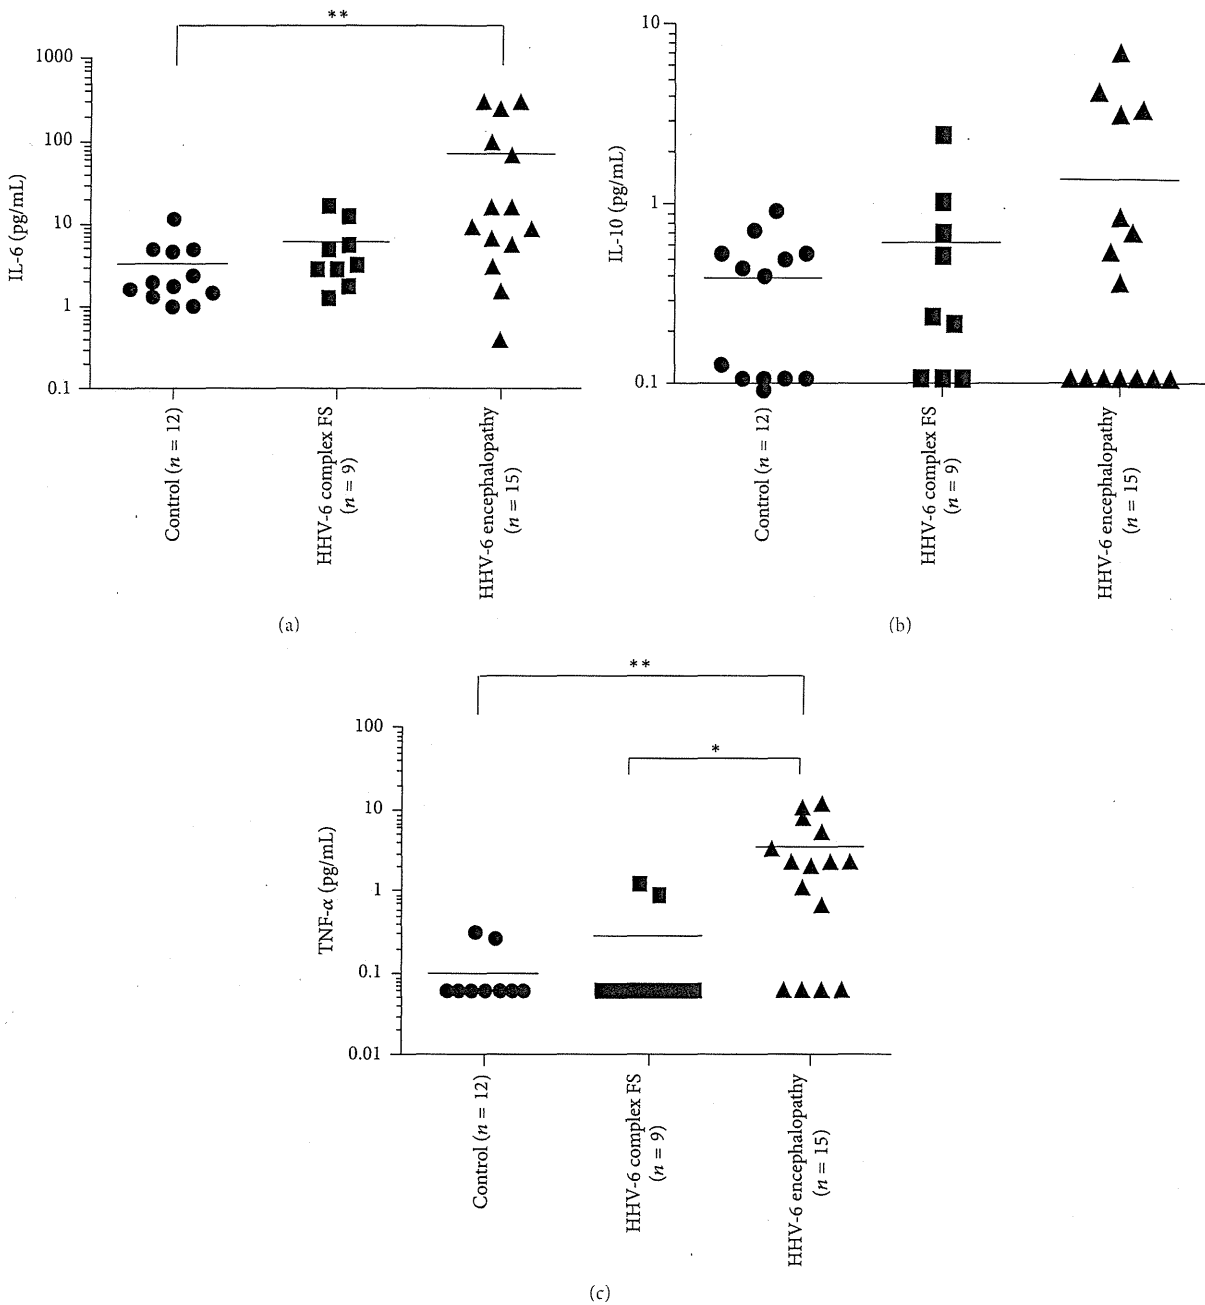 **
1000
100
10
1
0.1
IL-6 (pg/mL)
Control (n = 12)
HHV-6 complex FS
(n = 9)
HHV-6 encephalopathy
(n = 15)
(a)
10
1
0.1
IL-10 (pg/mL)
Control (n = 12)
HHV-6 complex FS
(n = 9)
HHV-6 encephalopathy
(n = 15)
(b)
**
*
100
10
1
0.1
0.01
TNF-α (pg/mL)
Control (n = 12)
HHV-6 complex FS
(n = 9)
HHV-6 encephalopathy
(n = 15)
(c)